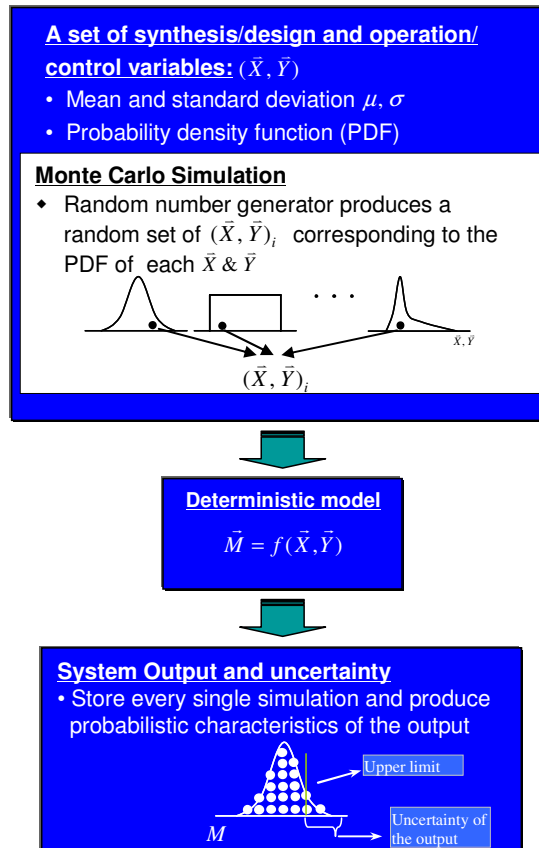 A set of synthesis/design and operation/
control variables: (X⃗, Y⃗)
• Mean and standard deviation μ, σ
• Probability density function (PDF)
Monte Carlo Simulation
◆ Random number generator produces a
random set of (X⃗, Y⃗)ᵢ corresponding to the
PDF of each X⃗ & Y⃗
. . .
X⃗, Y⃗
(X⃗, Y⃗)ᵢ
Deterministic model
M⃗ = f(X⃗,Y⃗)
System Output and uncertainty
• Store every single simulation and produce
probabilistic characteristics of the output
Upper limit
M
Uncertainty of
the output